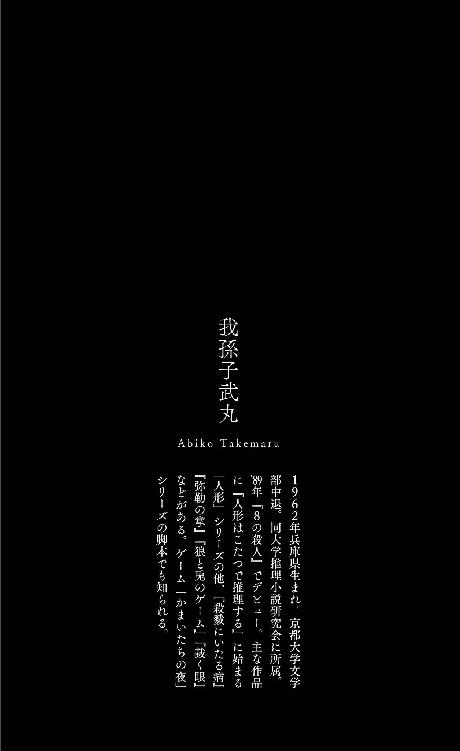 我孫子武丸
Abiko Takemaru
1962年兵庫県生まれ。京都大学文学
部中退。同大学推理小説研究会に所属。
'89年『8の殺人』でデビュー。主な作品
に『人形はこたつで推理する』に始まる
「人形」シリーズの他、『殺戮にいたる病』
『弥勒の掌』『狼と兎のゲーム』『裁く眼』
などがある。ゲーム「かまいたちの夜」
シリーズの脚本でも知られる。